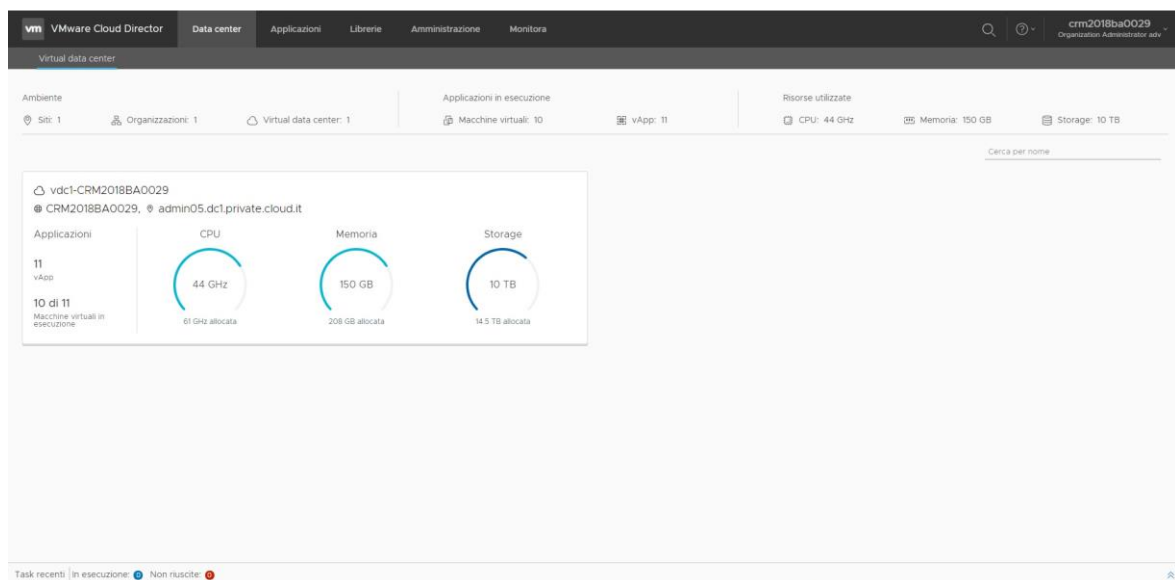 vm VMware Cloud Director Data center Applicazioni Librerie Amministrazione Monitora crm2018ba0029
Organization Administrator adv
Virtual data center
Ambiente Applicazioni in esecuzione Risorse utilizzate
Siti: 1 Organizzazioni: 1 Virtual data center: 1 Macchine virtuali: 10 vApp: 11 CPU: 44 GHz Memoria: 150 GB Storage: 10 TB
Cerca per nome
vdc1-CRM2018BA0029
CRM2018BA0029, admin05.dc1.private.cloud.it
Applicazioni CPU Memoria Storage
11
vApp
44 GHz 150 GB 10 TB
10 di 11
Macchine virtuali in
esecuzione
61 GHz allocata 208 GB allocata 14.5 TB allocata
Task recenti In esecuzione: 0 Non riuscite: 0